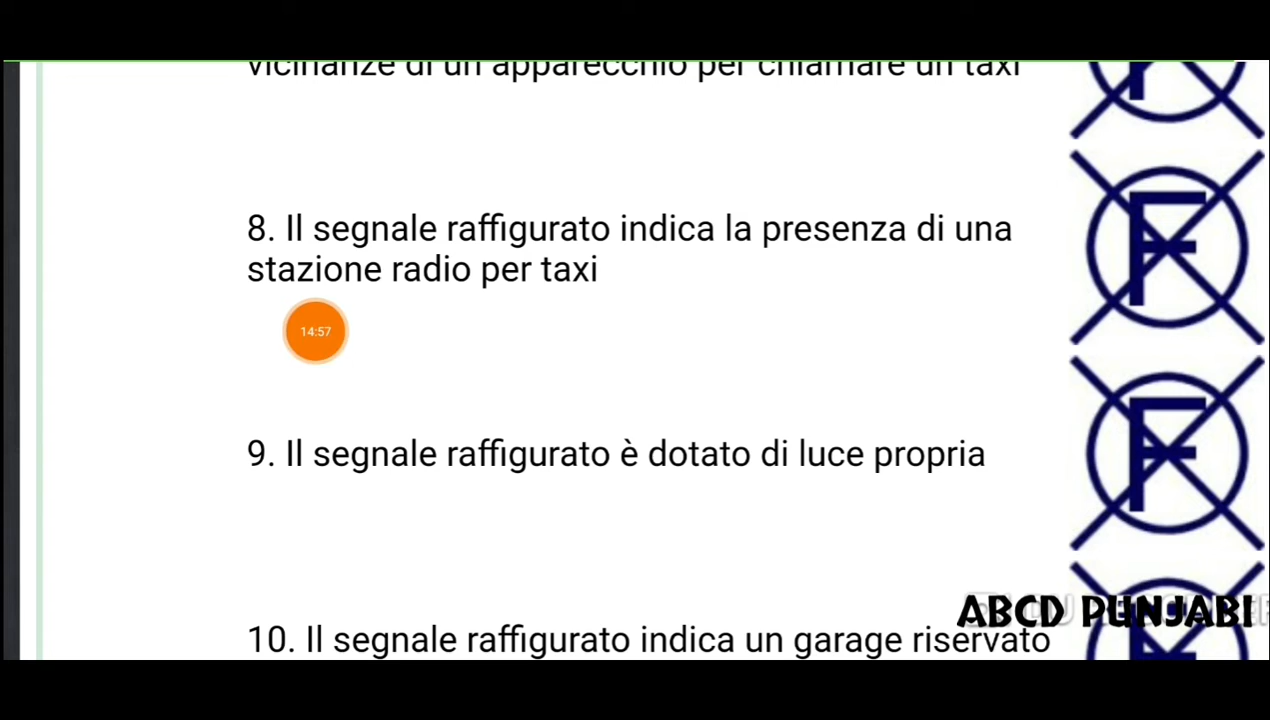 vicinanze di un apparecchio per chiamare un taxi
8. Il segnale raffigurato indica la presenza di una
F
stazione radio per taxi
14:57
9. Il segnale raffigurato è dotato di luce propria
F
ABCD PUNJABI
10. Il segnale raffigurato indica un garage riservato